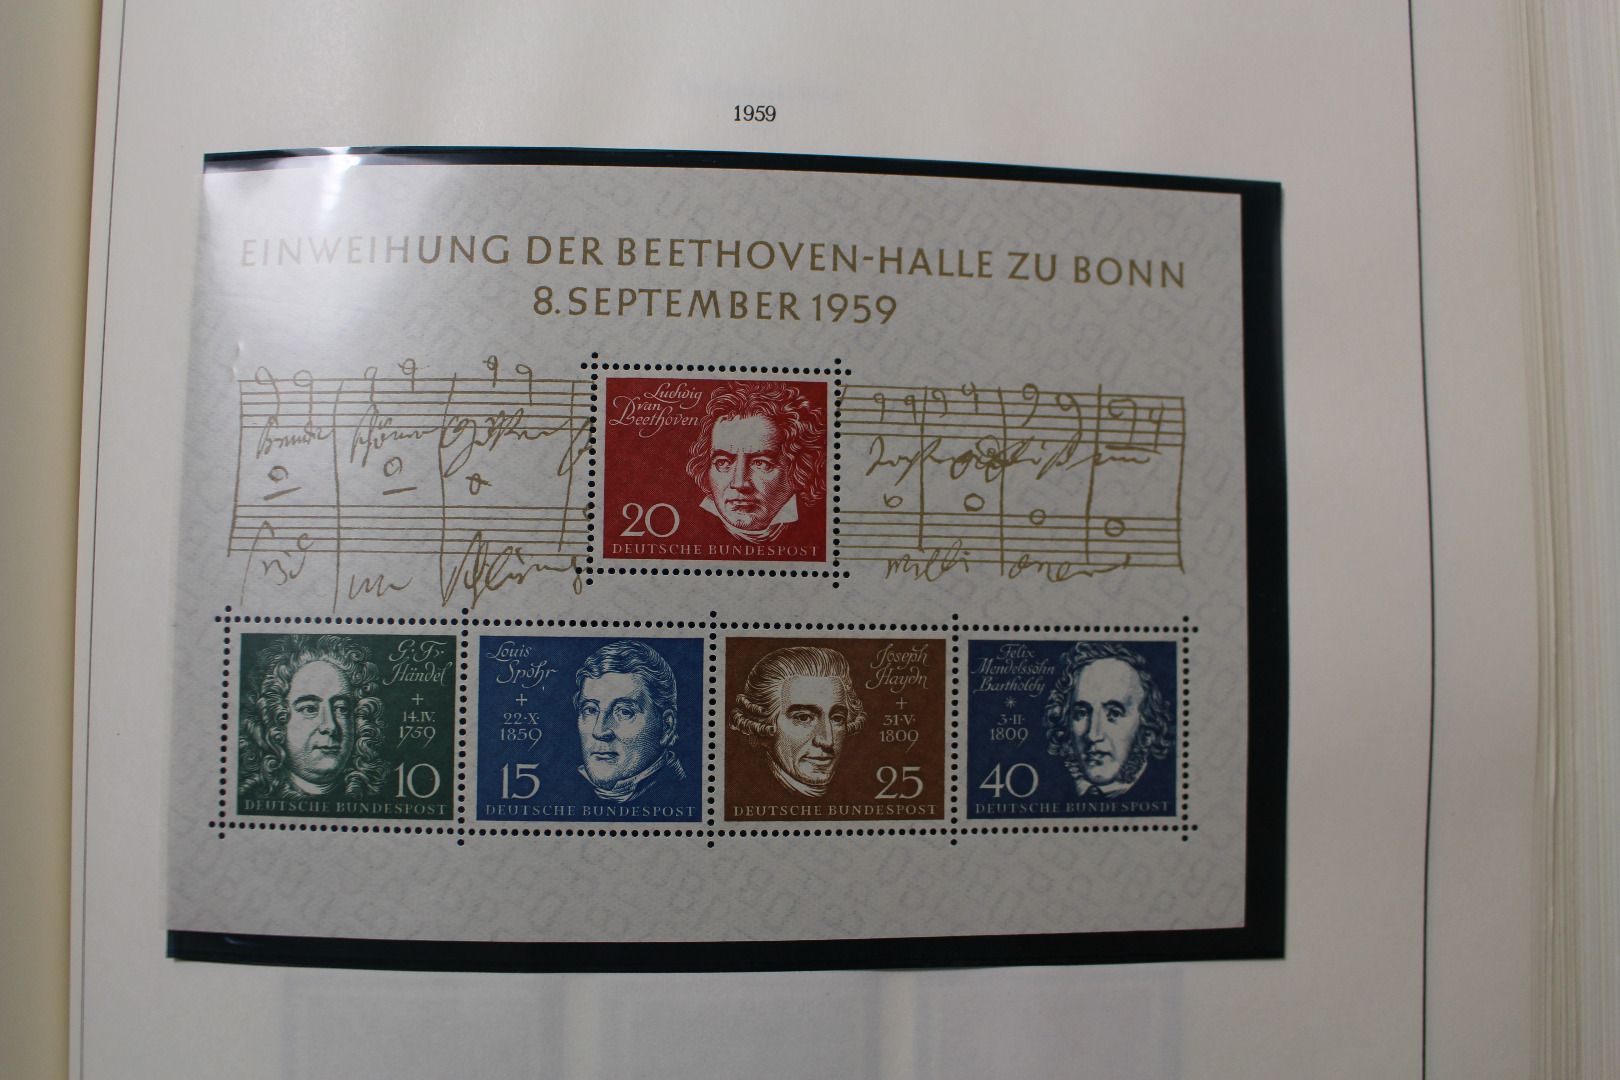 1959
EINWEIHUNG DER BEETHOVEN-HALLE ZU BONN
8. SEPTEMBER 1959
Ludwig
van
Beethoven
20
DEUTSCHE BUNDESPOST
G. Fr.
Händel
+
14.IV.
1759
10
DEUTSCHE BUNDESPOST
Louis
Spohr
+
22·X·
1859
15
DEUTSCHE BUNDESPOST
Joseph
Haydn
+
31·V·
1809
25
DEUTSCHE BUNDESPOST
Felix
Mendelssohn
Bartholdy
*
3·II·
1809
40
DEUTSCHE BUNDESPOST